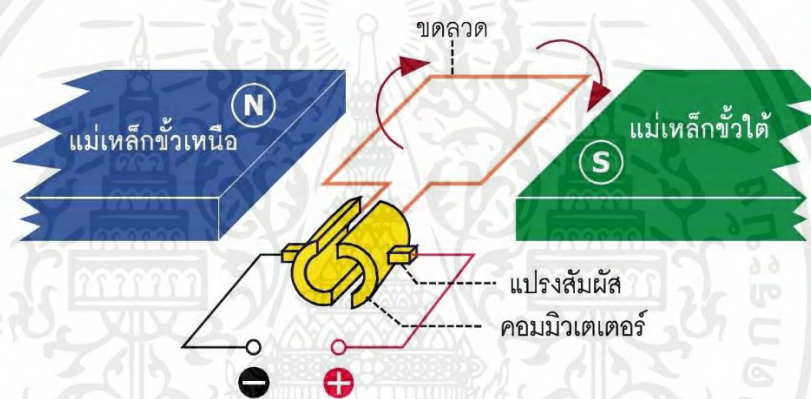 ขดลวด
N
แม่เหล็กขั้วเหนือ
แม่เหล็กขั้วใต้
S
แปรงสัมผัส
คอมมิวเตเตอร์
− +